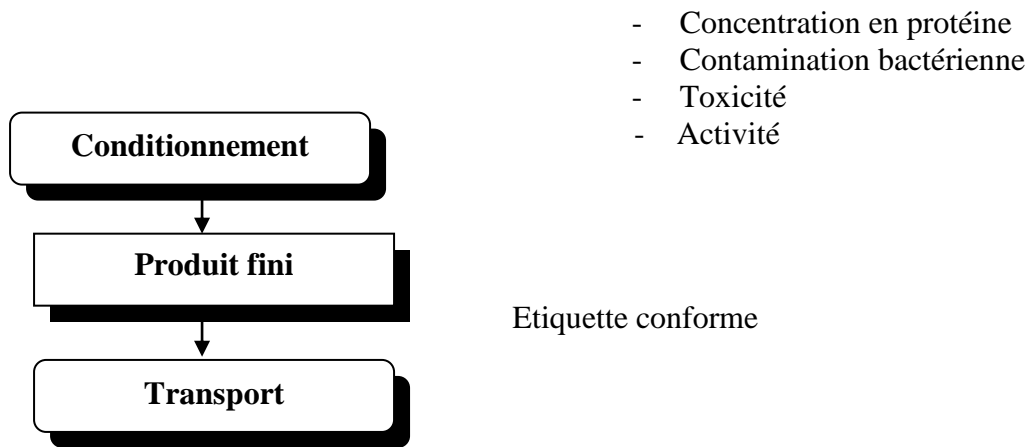 - Concentration en protéine
- Contamination bactérienne
- Toxicité
- Activité
Conditionnement
Produit fini
Etiquette conforme
Transport